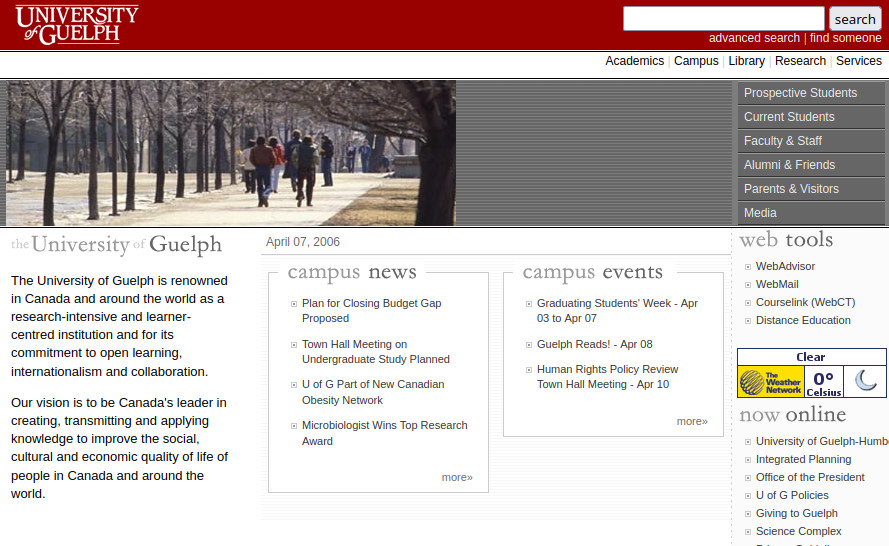 UNIVERSITY
of GUELPH
search
advanced search | find someone
Academics | Campus | Library | Research | Services
Prospective Students
Current Students
Faculty & Staff
Alumni & Friends
Parents & Visitors
Media
the University of Guelph
The University of Guelph is renowned
in Canada and around the world as a
research-intensive and learner-
centred institution and for its
commitment to open learning,
internationalism and collaboration.
Our vision is to be Canada's leader in
creating, transmitting and applying
knowledge to improve the social,
cultural and economic quality of life of
people in Canada and around the
world.
April 07, 2006
campus news
Plan for Closing Budget Gap
Proposed
Town Hall Meeting on
Undergraduate Study Planned
U of G Part of New Canadian
Obesity Network
Microbiologist Wins Top Research
Award
more»
campus events
Graduating Students' Week - Apr
03 to Apr 07
Guelph Reads! - Apr 08
Human Rights Policy Review
Town Hall Meeting - Apr 10
more»
web tools
WebAdvisor
WebMail
Courselink (WebCT)
Distance Education
Clear
The Weather Network
0°
Celsius
now online
University of Guelph-Humb
Integrated Planning
Office of the President
U of G Policies
Giving to Guelph
Science Complex